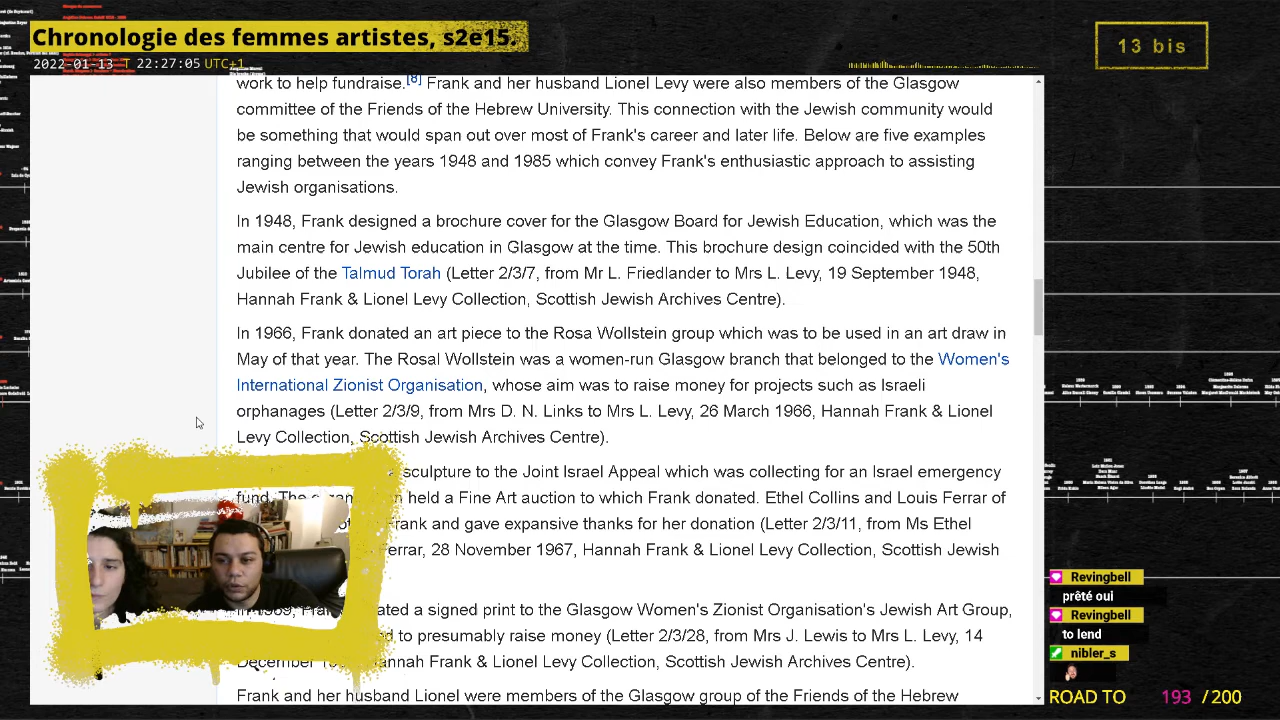 Chronologie des femmes artistes, s2e15
2022-01-13 T 22:27:05 UTC+1
13 bis
work to help fundraise.[8] Frank and her husband Lionel Levy were also members of the Glasgow
committee of the Friends of the Hebrew University. This connection with the Jewish community would
be something that would span out over most of Frank's career and later life. Below are five examples
ranging between the years 1948 and 1985 which convey Frank's enthusiastic approach to assisting
Jewish organisations.
In 1948, Frank designed a brochure cover for the Glasgow Board for Jewish Education, which was the
main centre for Jewish education in Glasgow at the time. This brochure design coincided with the 50th
Jubilee of the Talmud Torah (Letter 2/3/7, from Mr L. Friedlander to Mrs L. Levy, 19 September 1948,
Hannah Frank & Lionel Levy Collection, Scottish Jewish Archives Centre).
In 1966, Frank donated an art piece to the Rosa Wollstein group which was to be used in an art draw in
May of that year. The Rosal Wollstein was a women-run Glasgow branch that belonged to the Women's
International Zionist Organisation, whose aim was to raise money for projects such as Israeli
orphanages (Letter 2/3/9, from Mrs D. N. Links to Mrs L. Levy, 26 March 1966, Hannah Frank & Lionel
Levy Collection, Scottish Jewish Archives Centre).
sculpture to the Joint Israel Appeal which was collecting for an Israel emergency
fund. The held a Fine Art auction to which Frank donated. Ethel Collins and Louis Ferrar of
Frank and gave expansive thanks for her donation (Letter 2/3/11, from Ms Ethel
Ferrar, 28 November 1967, Hannah Frank & Lionel Levy Collection, Scottish Jewish
a signed print to the Glasgow Women's Zionist Organisation's Jewish Art Group,
to presumably raise money (Letter 2/3/28, from Mrs J. Lewis to Mrs L. Levy, 14
December Hannah Frank & Lionel Levy Collection, Scottish Jewish Archives Centre).
Frank and her husband Lionel were members of the Glasgow group of the Friends of the Hebrew
Revingbell
prêté oui
Revingbell
to lend
nibler_s
ROAD TO 193 / 200